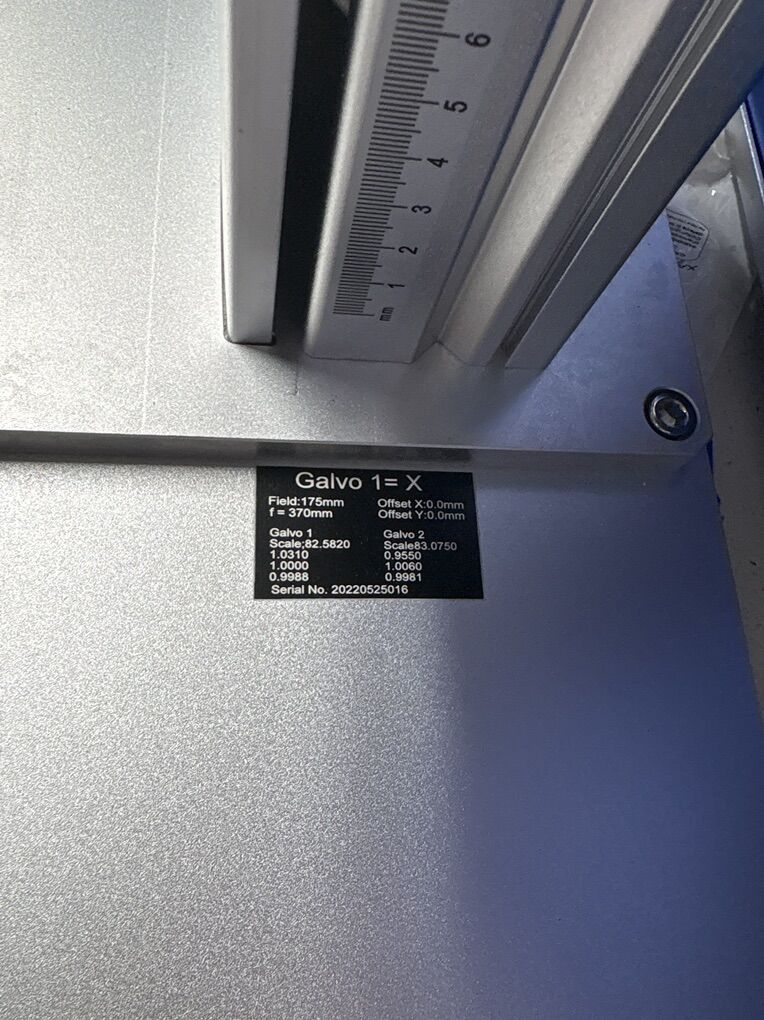 6
5
4
3
2
1
mm
Galvo 1= X
Field:175mm Offset X:0.0mm
f = 370mm Offset Y:0.0mm
Galvo 1 Galvo 2
Scale;82.5820 Scale83.0750
1.0310 0.9550
1.0000 1.0060
0.9988 0.9981
Serial No. 20220525016